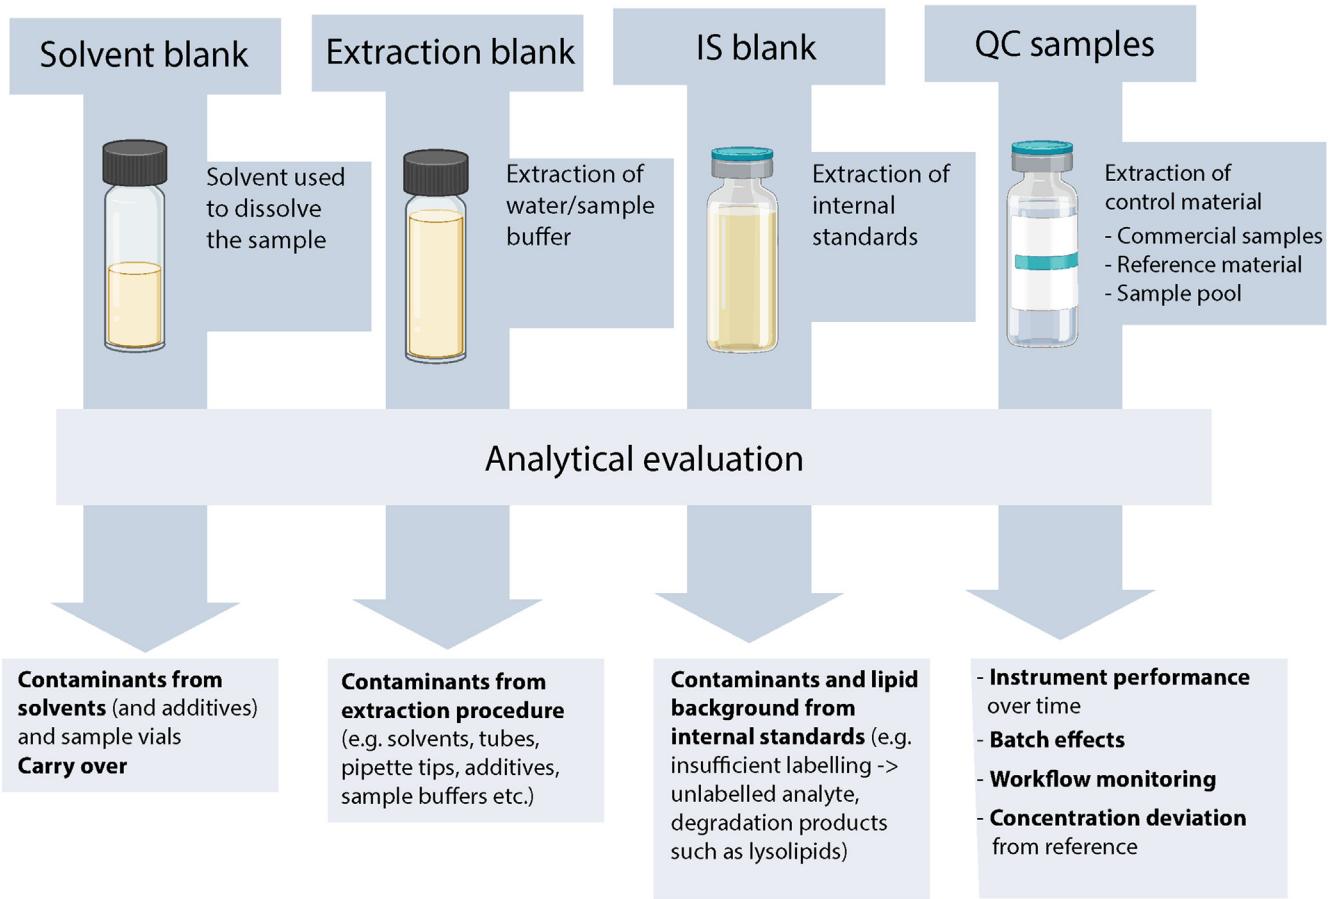 Solvent blank
Extraction blank
IS blank
QC samples
Solvent used
to dissolve
the sample
Extraction of
water/sample
buffer
Extraction of
internal
standards
Extraction of
control material
- Commercial samples
- Reference material
- Sample pool
Analytical evaluation
Contaminants from
solvents (and additives)
and sample vials
Carry over
Contaminants from
extraction procedure
(e.g. solvents, tubes,
pipette tips, additives,
sample buffers etc.)
Contaminants and lipid
background from
internal standards (e.g.
insufficient labelling ->
unlabelled analyte,
degradation products
such as lysolipids)
- Instrument performance
over time
- Batch effects
- Workflow monitoring
- Concentration deviation
from reference